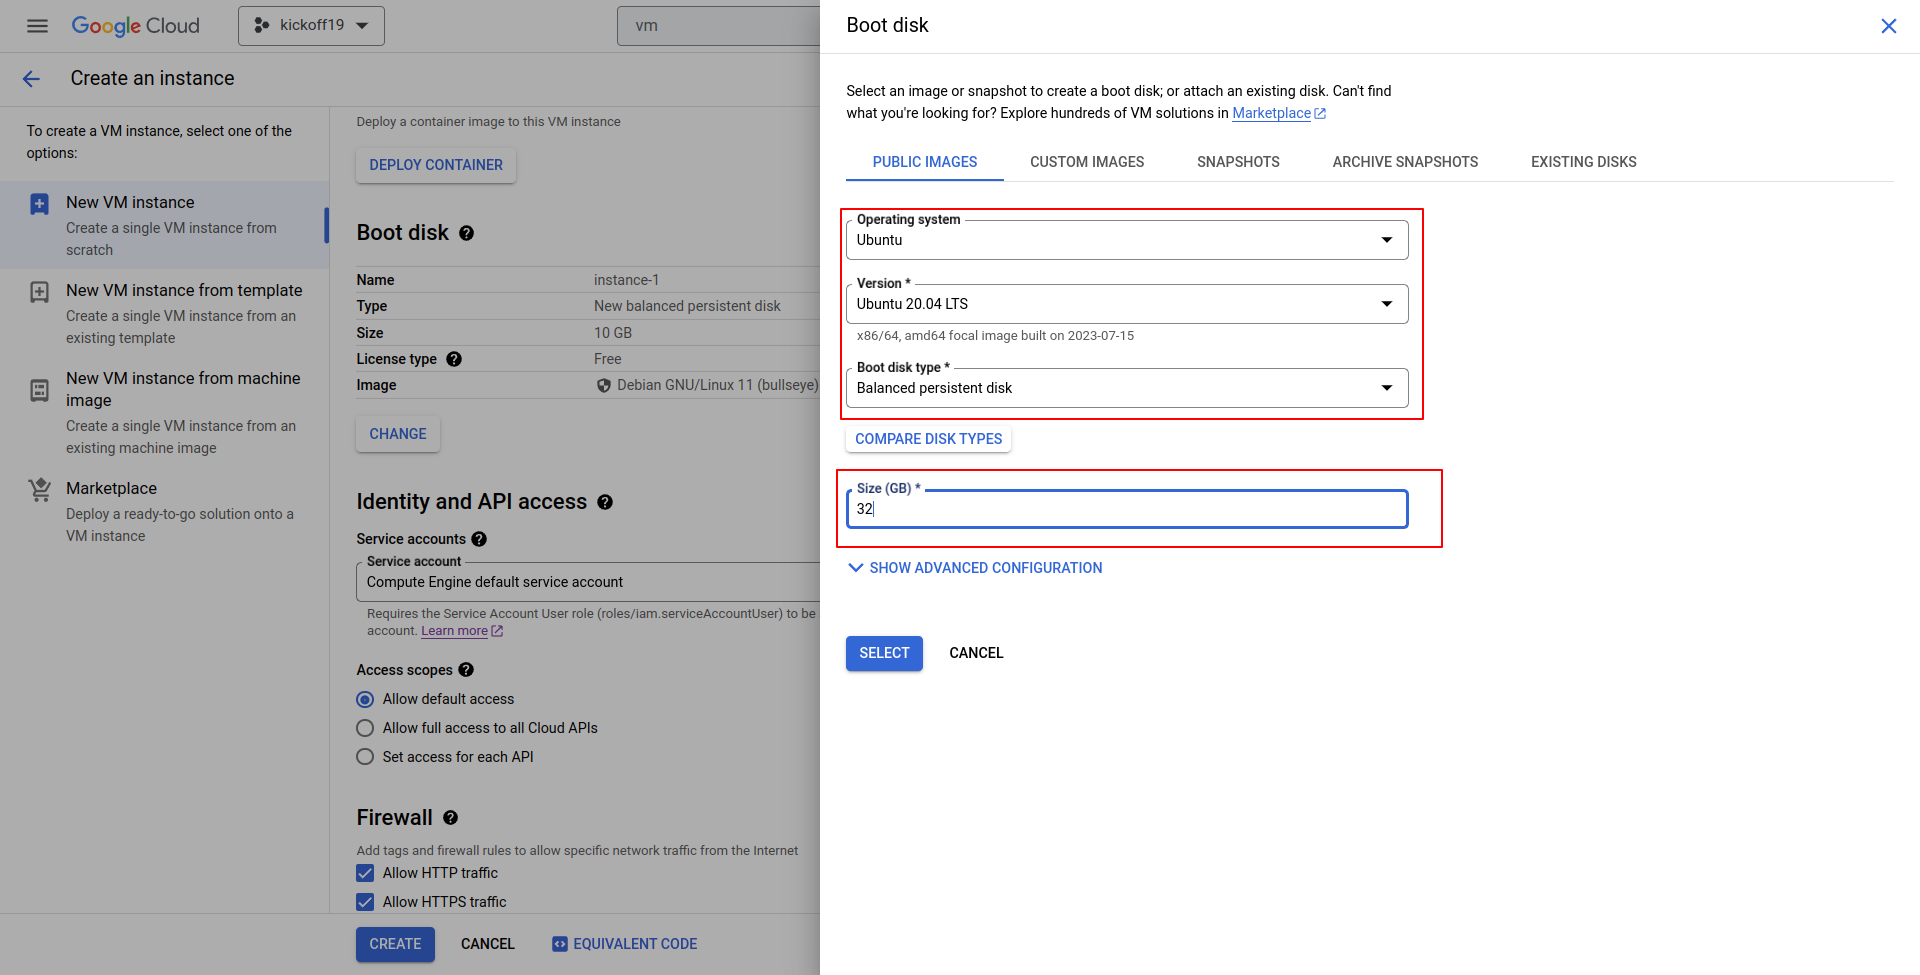 Google Cloud
kickoff19
vm
Create an instance
To create a VM instance, select one of the
options:
New VM instance
Create a single VM instance from
scratch
New VM instance from template
Create a single VM instance from an
existing template
New VM instance from machine
image
Create a single VM instance from an
existing machine image
Marketplace
Deploy a ready-to-go solution onto a
VM instance
Deploy a container image to this VM instance
DEPLOY CONTAINER
Boot disk
Name instance-1
Type New balanced persistent disk
Size 10 GB
License type Free
Image Debian GNU/Linux 11 (bullseye)
CHANGE
Identity and API access
Service accounts
Service account
Compute Engine default service account
Requires the Service Account User role (roles/iam.serviceAccountUser) to be
account. Learn more
Access scopes
Allow default access
Allow full access to all Cloud APIs
Set access for each API
Firewall
Add tags and firewall rules to allow specific network traffic from the Internet
Allow HTTP traffic
Allow HTTPS traffic
CREATE CANCEL EQUIVALENT CODE
Boot disk
Select an image or snapshot to create a boot disk; or attach an existing disk. Can't find
what you're looking for? Explore hundreds of VM solutions in Marketplace
PUBLIC IMAGES CUSTOM IMAGES SNAPSHOTS ARCHIVE SNAPSHOTS EXISTING DISKS
Operating system
Ubuntu
Version *
Ubuntu 20.04 LTS
x86/64, amd64 focal image built on 2023-07-15
Boot disk type *
Balanced persistent disk
COMPARE DISK TYPES
Size (GB) *
32
SHOW ADVANCED CONFIGURATION
SELECT CANCEL